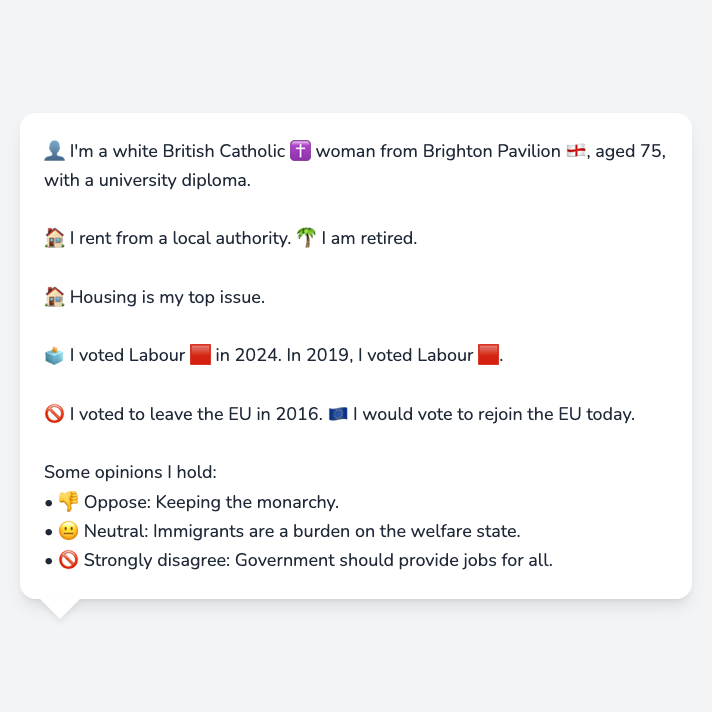 👤 I'm a white British Catholic ✝️ woman from Brighton Pavilion 🏴󠁧󠁢󠁥󠁮󠁧󠁿, aged 75,
with a university diploma.
🏠 I rent from a local authority. 🌴 I am retired.
🏠 Housing is my top issue.
🗳️ I voted Labour 🟥 in 2024. In 2019, I voted Labour 🟥.
🚫 I voted to leave the EU in 2016. 🇪🇺 I would vote to rejoin the EU today.
Some opinions I hold:
• 👎 Oppose: Keeping the monarchy.
• 😐 Neutral: Immigrants are a burden on the welfare state.
• 🚫 Strongly disagree: Government should provide jobs for all.